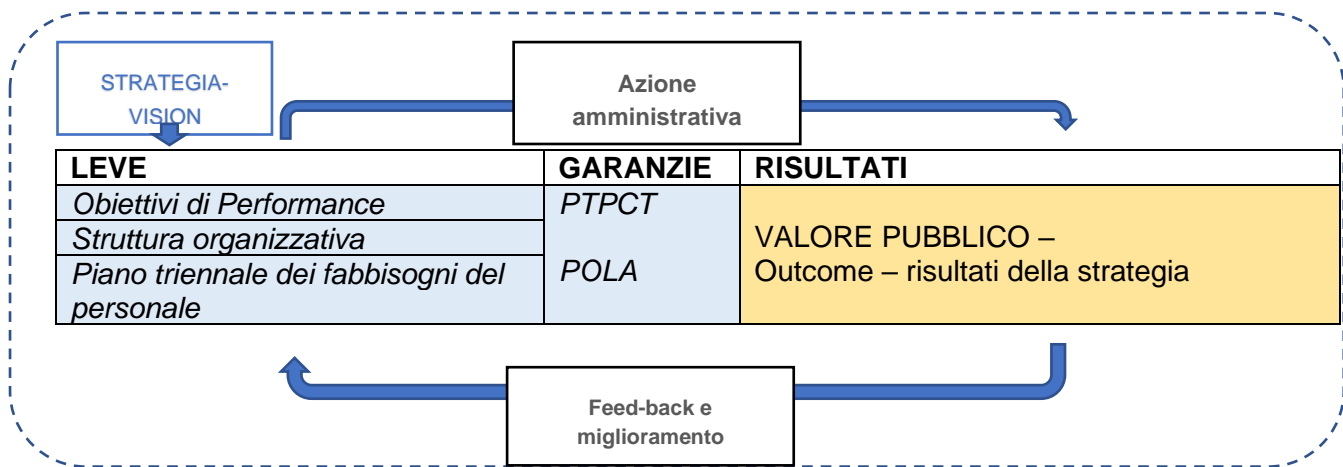 STRATEGIA-
VISION
Azione
amministrativa
LEVE GARANZIE RISULTATI
Obiettivi di Performance PTPCT
Struttura organizzativa
VALORE PUBBLICO –
Piano triennale dei fabbisogni del
personale
POLA
Outcome – risultati della strategia
Feed-back e
miglioramento